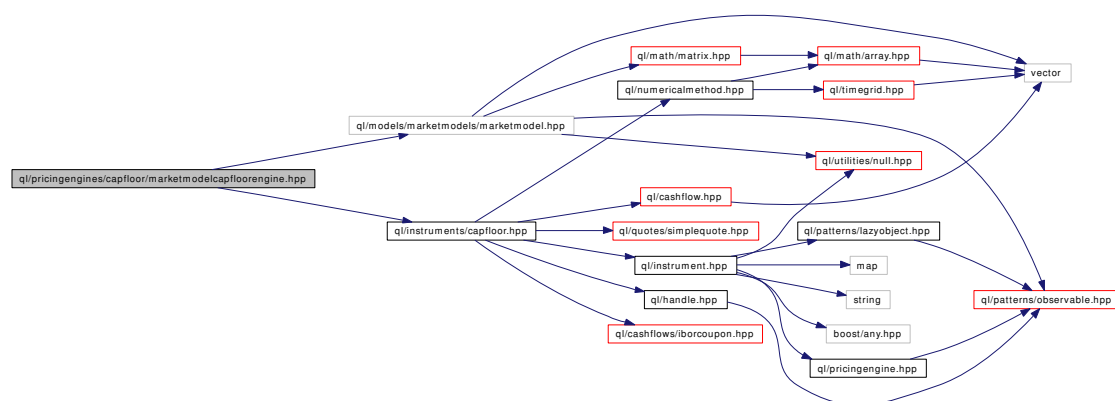 ql/pricingengines/capfloor/marketmodelcapfloorengine.hpp
ql/models/marketmodels/marketmodel.hpp
ql/instruments/capfloor.hpp
ql/math/matrix.hpp
ql/numericalmethod.hpp
ql/cashflow.hpp
ql/quotes/simplequote.hpp
ql/instrument.hpp
ql/handle.hpp
ql/cashflows/iborcoupon.hpp
ql/math/array.hpp
ql/timegrid.hpp
ql/utilities/null.hpp
ql/patterns/lazyobject.hpp
map
string
boost/any.hpp
ql/pricingengine.hpp
vector
ql/patterns/observable.hpp